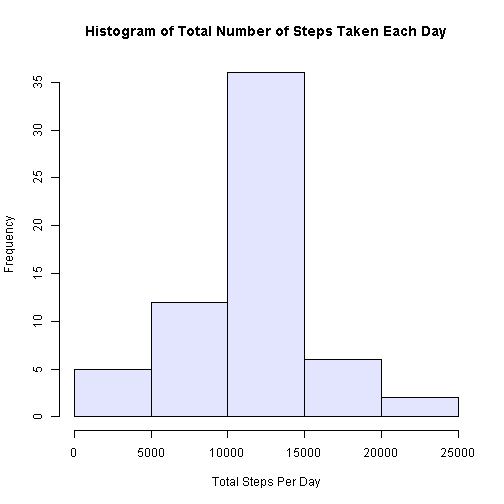 Histogram of Total Number of Steps Taken Each Day
Frequency
35
30
25
20
15
10
5
0
0 5000 10000 15000 20000 25000
Total Steps Per Day